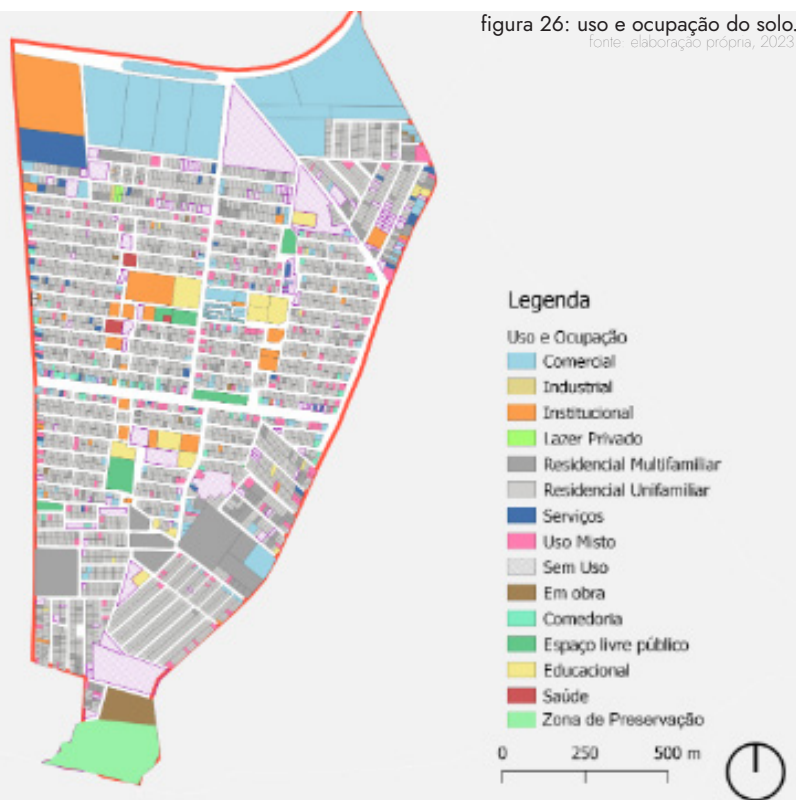 figura 26: uso e ocupação do solo.
fonte: elaboração própria, 2023
Legenda
Uso e Ocupação
Comercial
Industrial
Institucional
Lazer Privado
Residencial Multifamiliar
Residencial Unifamiliar
Serviços
Uso Misto
Sem Uso
Em obra
Comedoria
Espaço livre público
Educacional
Saúde
Zona de Preservação
0 250 500 m